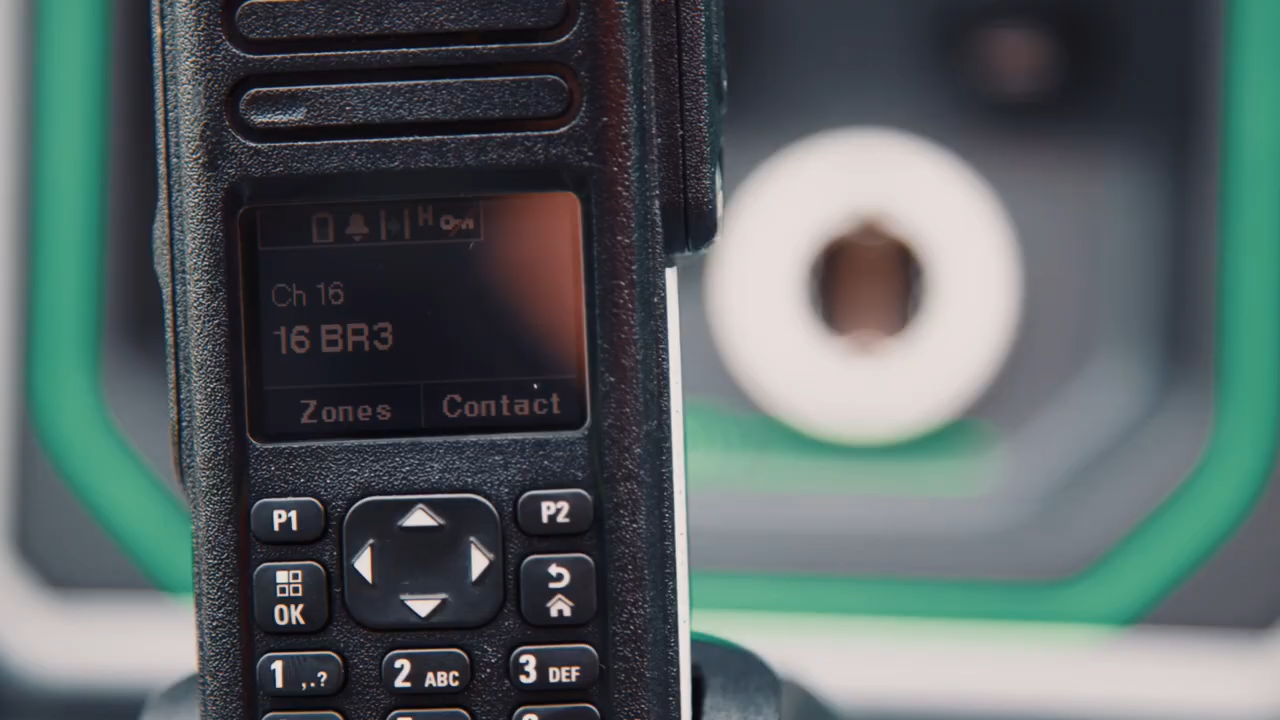 H
Ch 16
16 BR3
Zones Contact
P1 P2
OK
1 ,.? 2 ABC 3 DEF